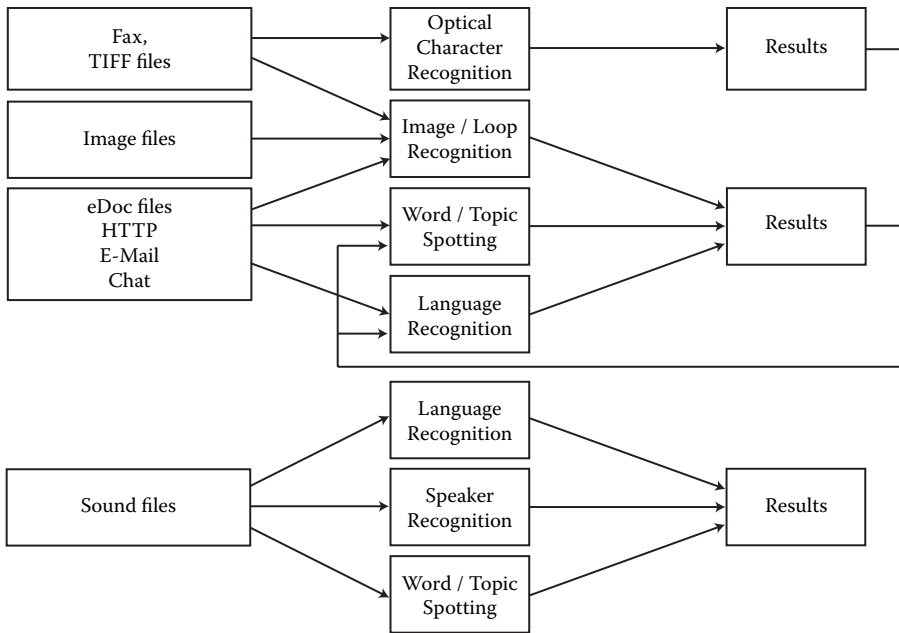 Fax,
TIFF files
Optical
Character
Recognition
Results
Image files
Image / Loop
Recognition
eDoc files
HTTP
E-Mail
Chat
Word / Topic
Spotting
Results
Language
Recognition
Language
Recognition
Sound files
Speaker
Recognition
Results
Word / Topic
Spotting